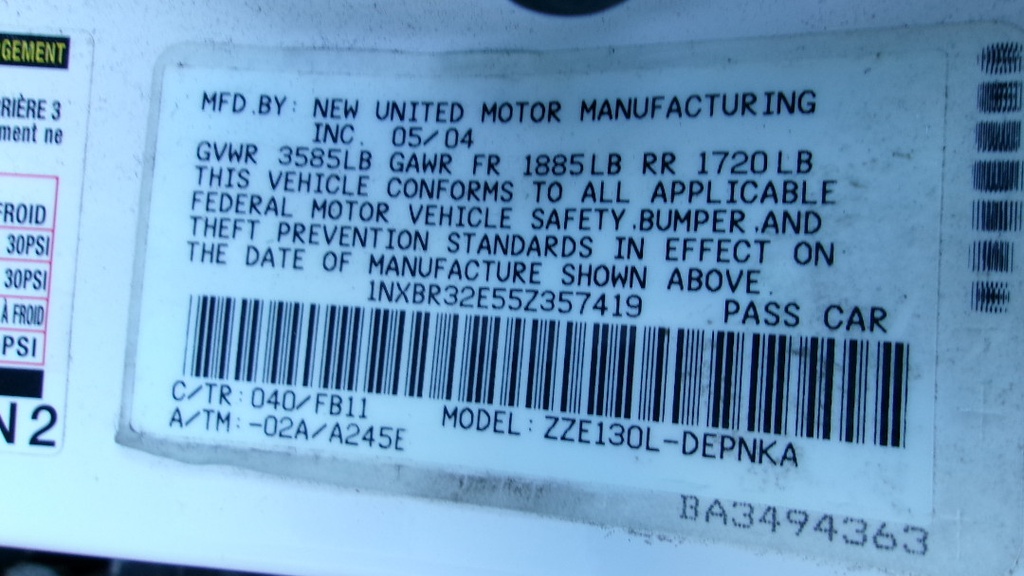 GEMENT
RIÈRE 3
ment ne
FROID
30PSI
30PSI
À FROID
PSI
N2
MFD.BY: NEW UNITED MOTOR MANUFACTURING
INC. 05/04
GVWR 3585LB GAWR FR 1885LB RR 1720LB
THIS VEHICLE CONFORMS TO ALL APPLICABLE
FEDERAL MOTOR VEHICLE SAFETY,BUMPER,AND
THEFT PREVENTION STANDARDS IN EFFECT ON
THE DATE OF MANUFACTURE SHOWN ABOVE.
1NXBR32E55Z357419 PASS CAR
C/TR:040/FB11
A/TM:-02A/A245E MODEL:ZZE130L-DEPNKA
BA3494363